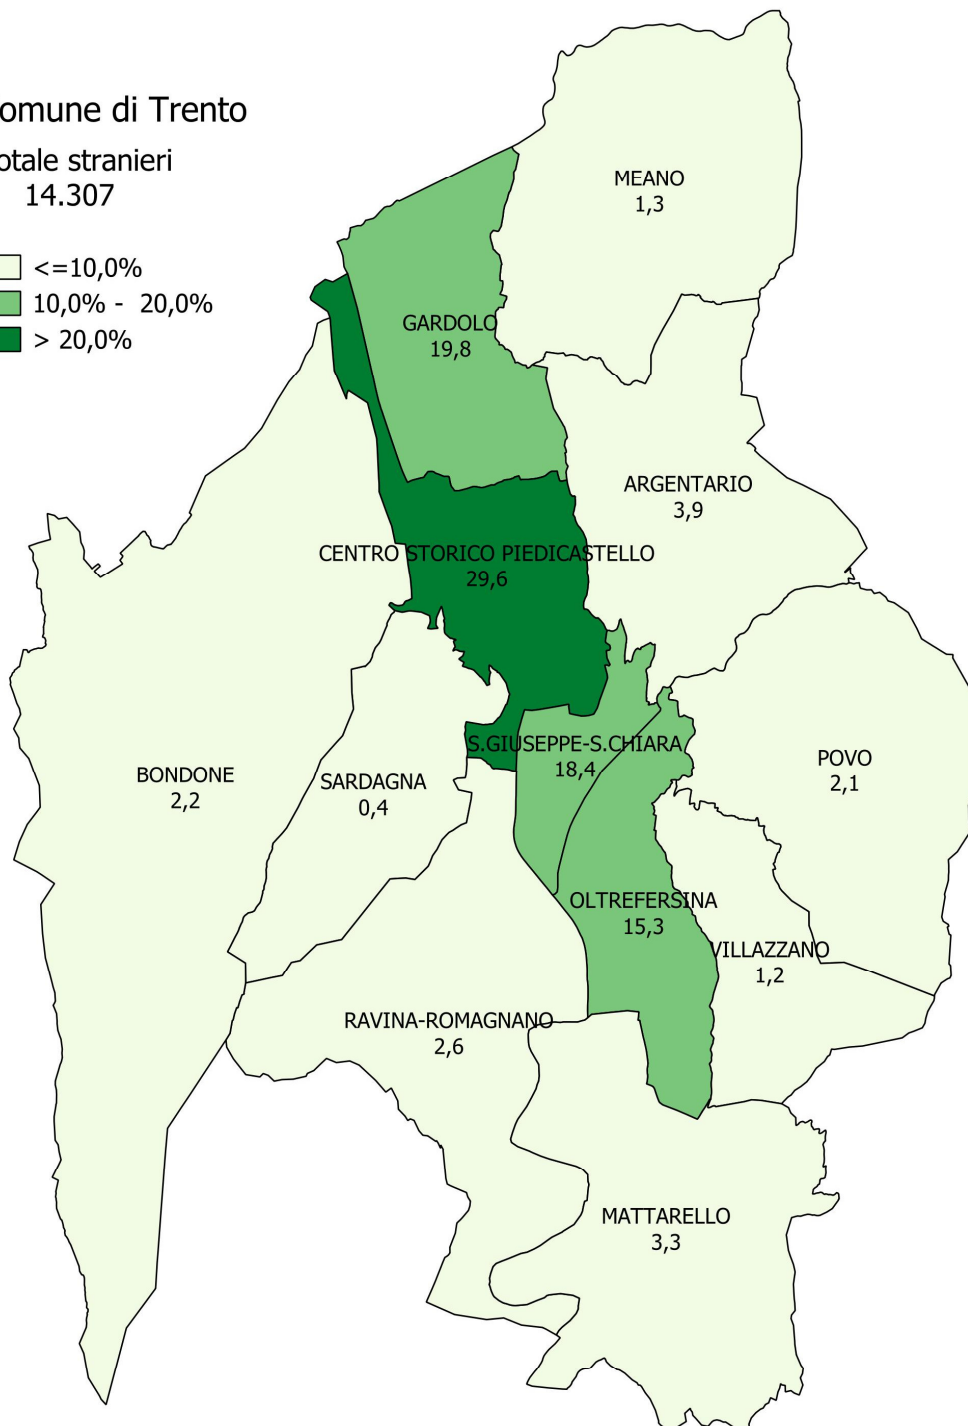 omune di Trento
otale stranieri
14.307
<=10,0%
10,0% - 20,0%
> 20,0%
MEANO
1,3
GARDOLO
19,8
ARGENTARIO
3,9
CENTRO STORICO PIEDICASTELLO
29,6
S.GIUSEPPE-S.CHIARA
18,4
POVO
2,1
BONDONE
2,2
SARDAGNA
0,4
OLTREFERSINA
15,3
VILLAZZANO
1,2
RAVINA-ROMAGNANO
2,6
MATTARELLO
3,3